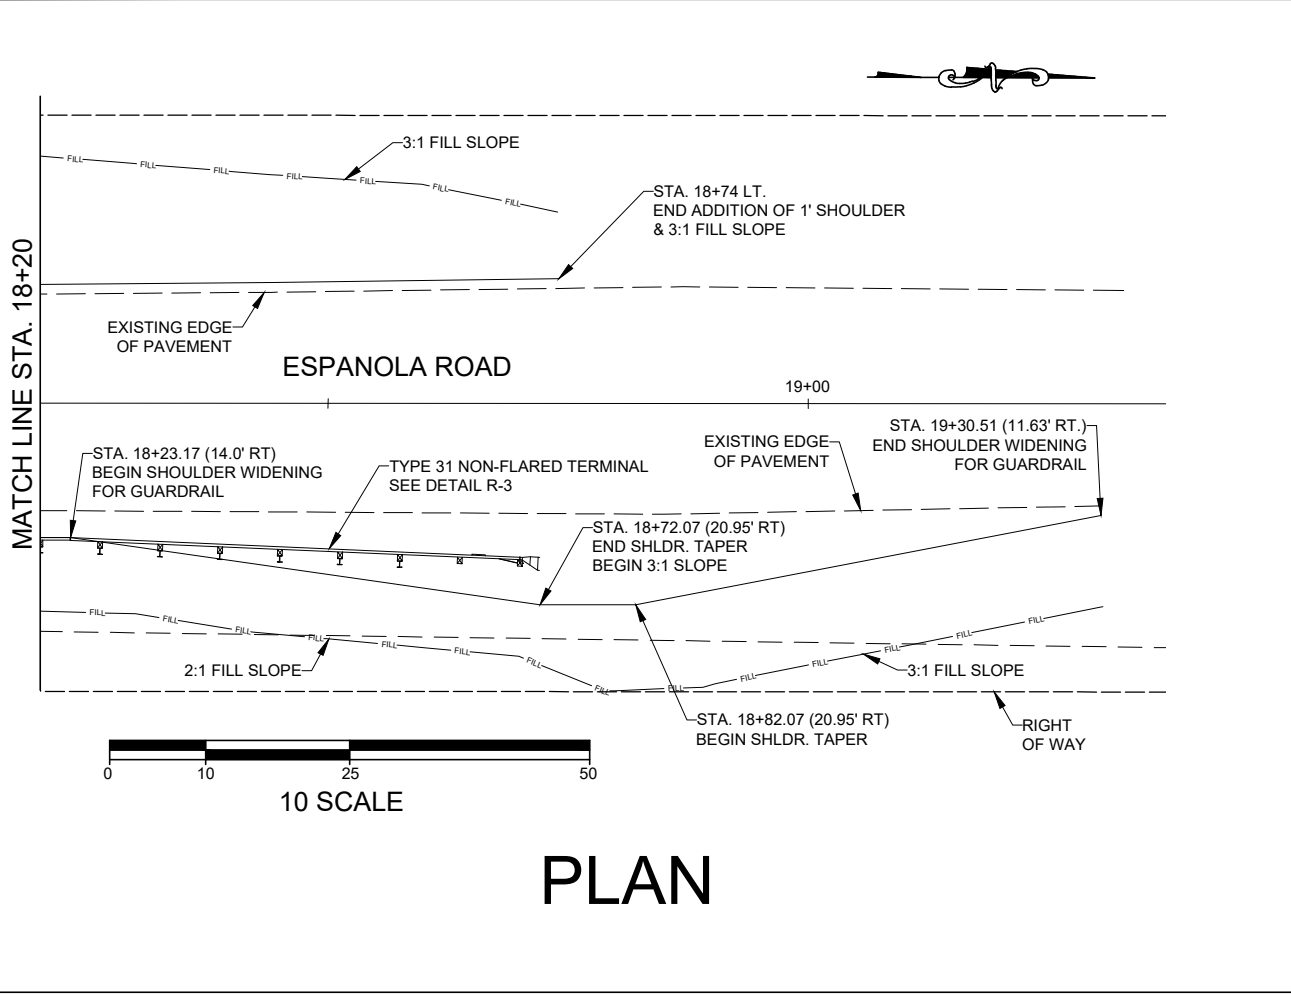 3:1 FILL SLOPE
FILL FILL FILL FILL FILL FILL FILL
STA. 18+74 LT.
END ADDITION OF 1' SHOULDER
& 3:1 FILL SLOPE
MATCH LINE STA. 18+20
EXISTING EDGE
OF PAVEMENT
ESPANOLA ROAD
19+00
STA. 18+23.17 (14.0' RT)
BEGIN SHOULDER WIDENING
FOR GUARDRAIL
TYPE 31 NON-FLARED TERMINAL
SEE DETAIL R-3
EXISTING EDGE
OF PAVEMENT
STA. 19+30.51 (11.63' RT.)
END SHOULDER WIDENING
FOR GUARDRAIL
STA. 18+72.07 (20.95' RT)
END SHLDR. TAPER
BEGIN 3:1 SLOPE
FILL FILL FILL FILL FILL FILL FILL FILL FILL FILL FILL FILL FILL FILL
2:1 FILL SLOPE
3:1 FILL SLOPE
STA. 18+82.07 (20.95' RT)
BEGIN SHLDR. TAPER
RIGHT
OF WAY
0 10 25 50
10 SCALE
PLAN